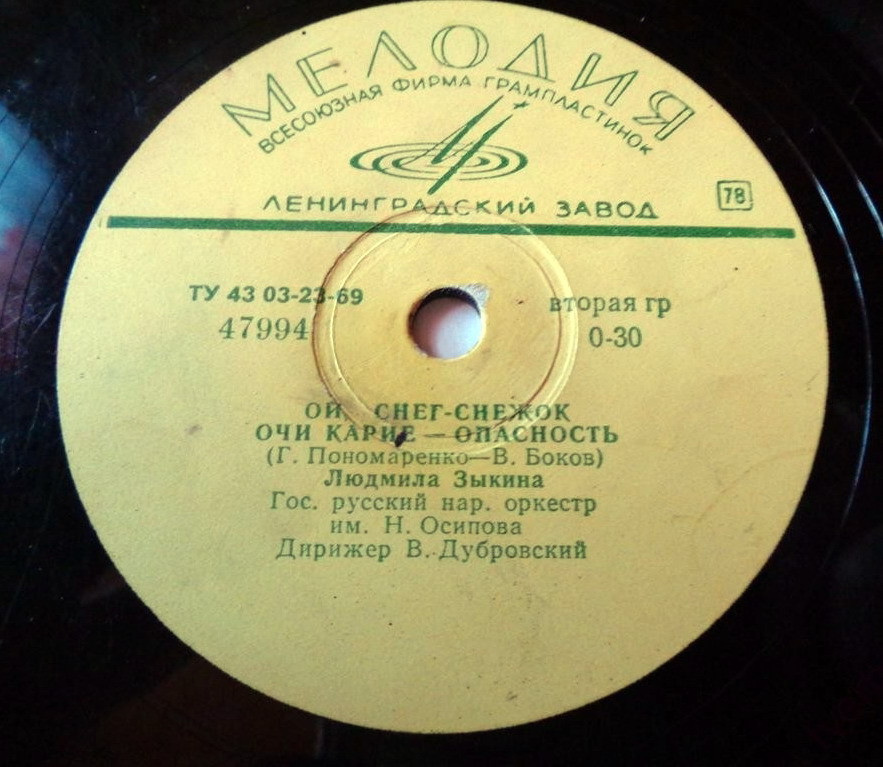 МЕЛОДИЯ
ВСЕСОЮЗНАЯ ФИРМА ГРАМПЛАСТИНОК
ЛЕНИНГРАДСКИЙ ЗАВОД
78
ТУ 43 03-23-69
вторая гр
47994
0-30
ОЙ, СНЕГ-СНЕЖОК
ОЧИ КАРИЕ — ОПАСНОСТЬ
(Г. Пономаренко—В. Боков)
Людмила Зыкина
Гос. русский нар. оркестр
им. Н. Осипова
Дирижер В. Дубровский